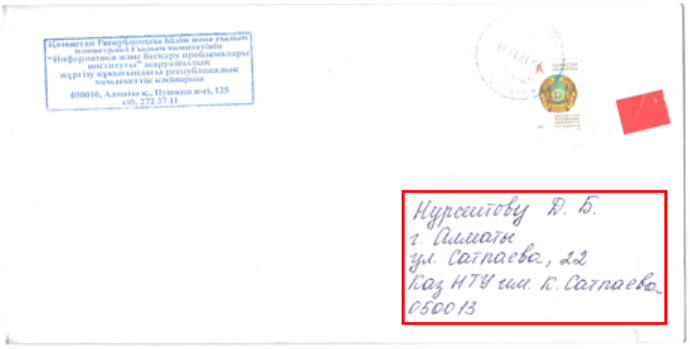 Қазақстан Республикасы Білім және ғылым
министрлігі Ғылым комитетінің
"Информатика және басқару проблемалары
институты" шаруашылық
жүргізу құқығындағы республикалық
мемлекеттік кәсіпорны
050010, Алматы қ., Пушкин к-сі, 125
т/ф. 272 37 11
А
Нурсеитову Д. Б.
г. Алматы
ул. Сатпаева, 22
Каз НТУ им. К. Сатпаева
050013